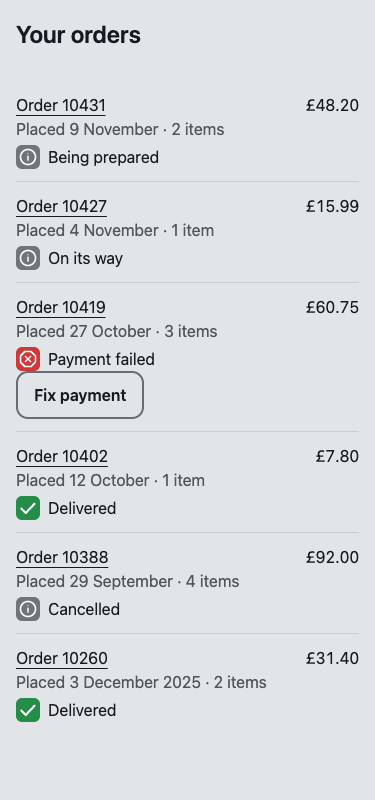 Your orders
Order 10431 £48.20
Placed 9 November · 2 items
Being prepared
Order 10427 £15.99
Placed 4 November · 1 item
On its way
Order 10419 £60.75
Placed 27 October · 3 items
Payment failed
Fix payment
Order 10402 £7.80
Placed 12 October · 1 item
Delivered
Order 10388 £92.00
Placed 29 September · 4 items
Cancelled
Order 10260 £31.40
Placed 3 December 2025 · 2 items
Delivered